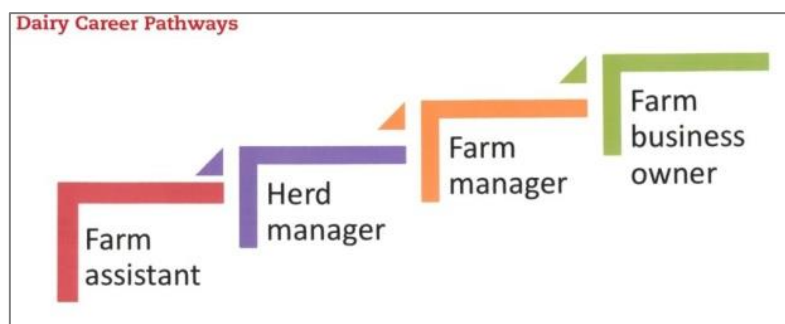 Dairy Career Pathways
Farm
assistant
Herd
manager
Farm
manager
Farm
business
owner